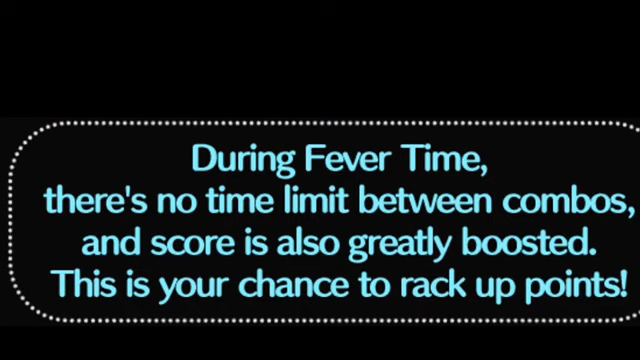 During Fever Time,
there's no time limit between combos,
and score is also greatly boosted.
This is your chance to rack up points!